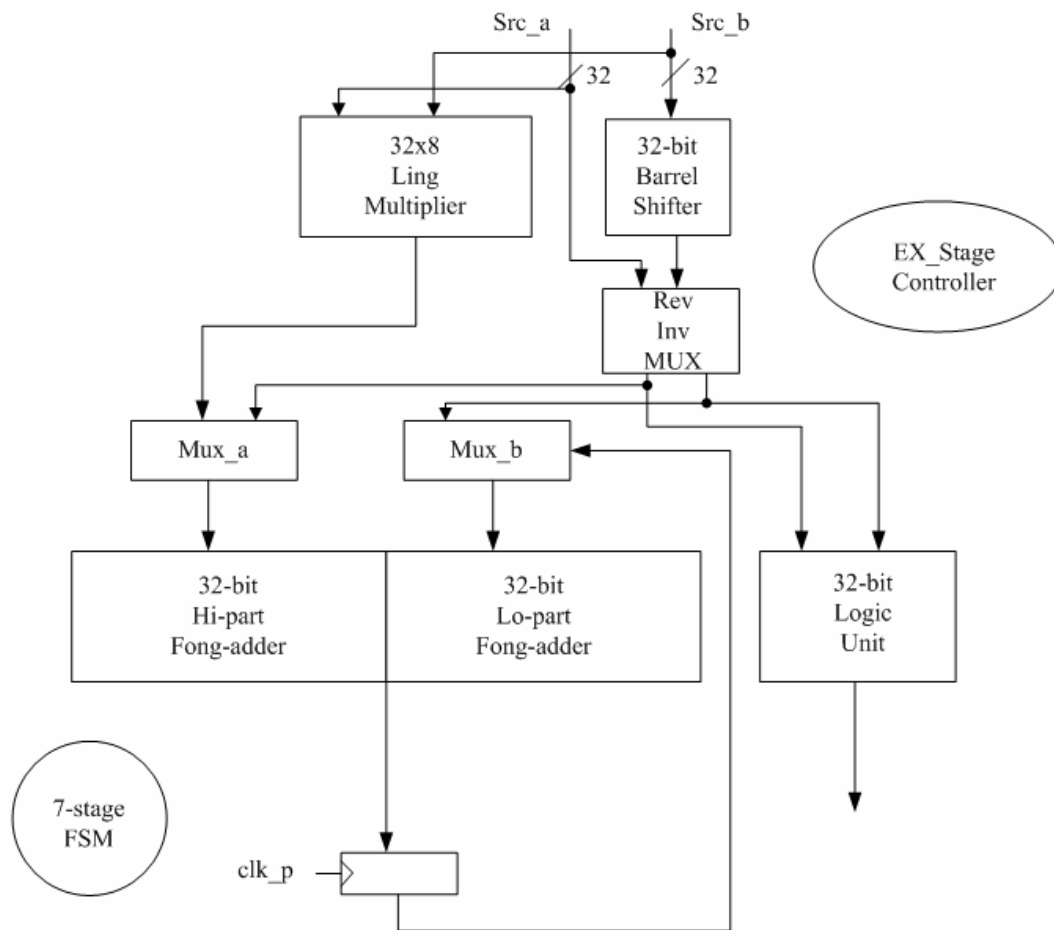 Src_a
Src_b
32
32
32x8
Ling
Multiplier
32-bit
Barrel
Shifter
EX_Stage
Controller
Rev
Inv
MUX
Mux_a
Mux_b
32-bit
Hi-part
Fong-adder
32-bit
Lo-part
Fong-adder
32-bit
Logic
Unit
7-stage
FSM
clk_p